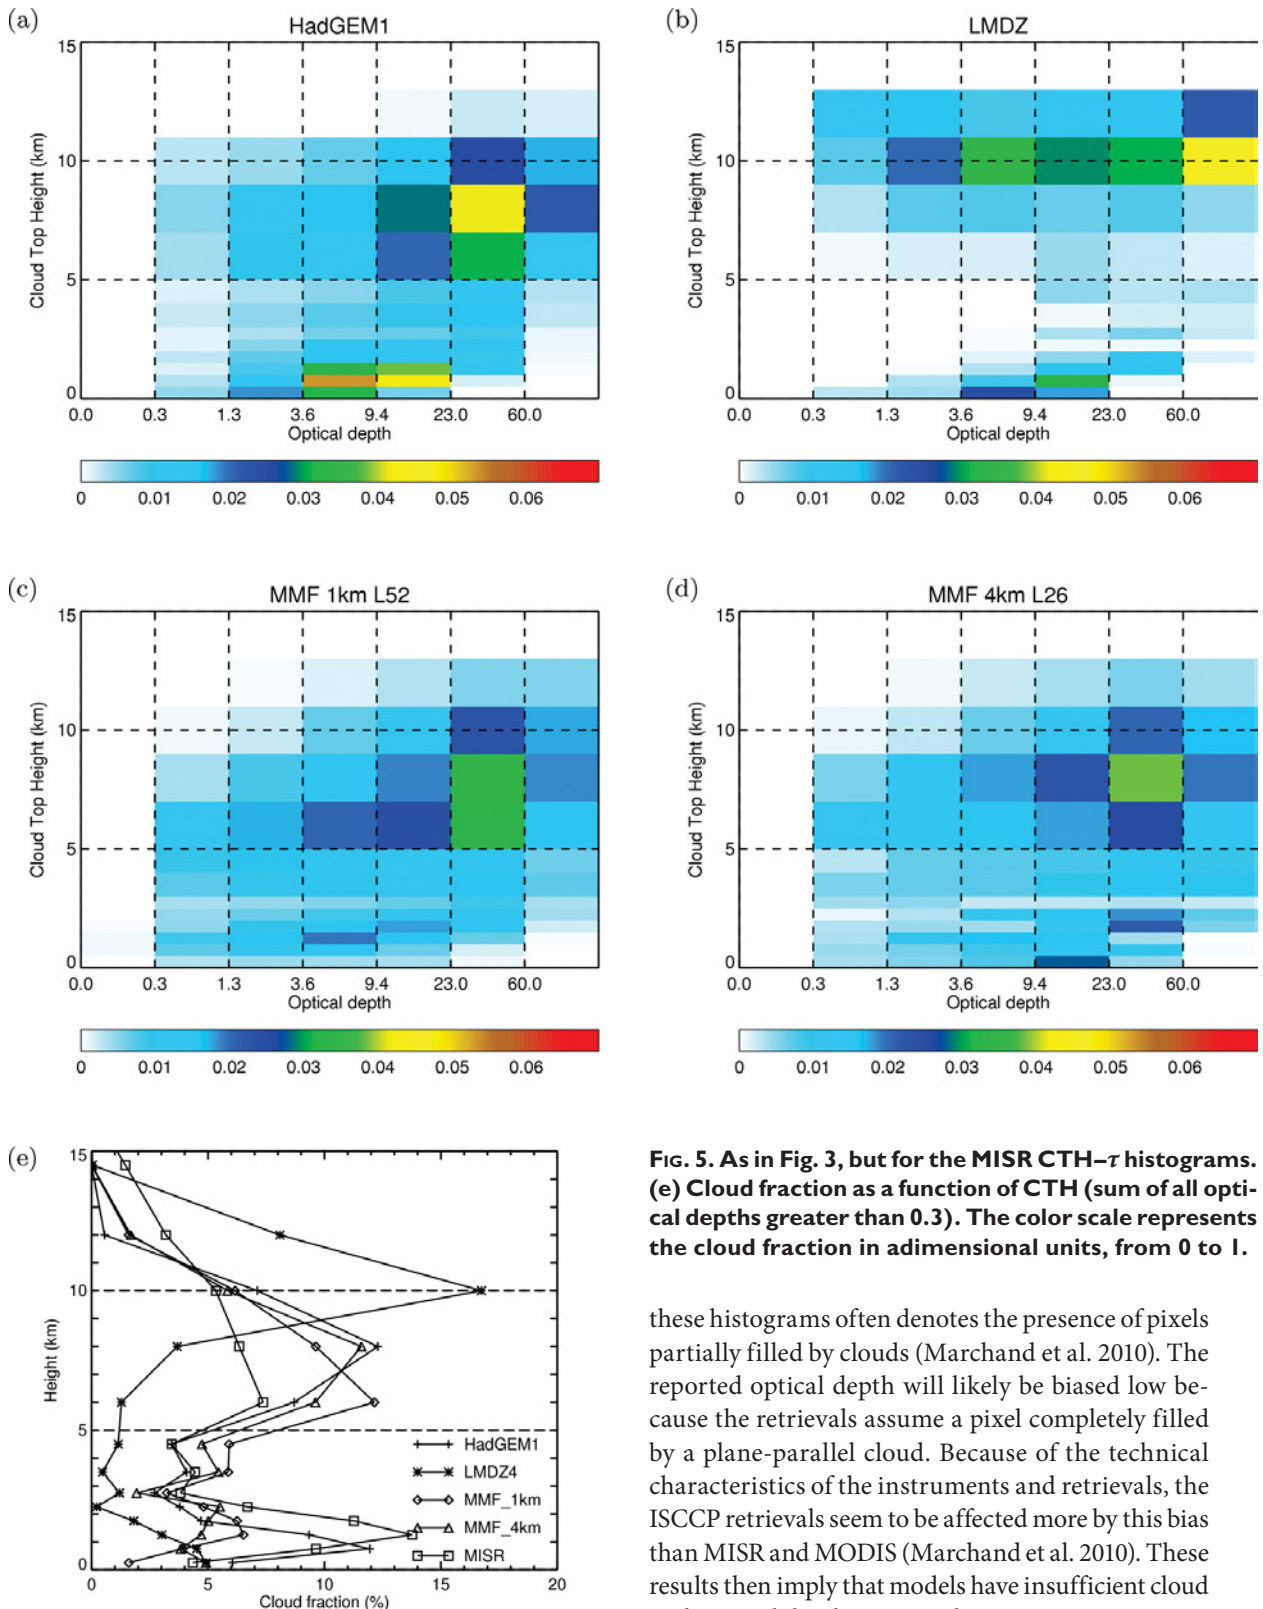 (a)
HadGEM1
15
10
5
0
Cloud Top Height (km)
0.0 0.3 1.3 3.6 9.4 23.0 60.0
Optical depth
0 0.01 0.02 0.03 0.04 0.05 0.06
(b)
LMDZ
15
10
5
0
Cloud Top Height (km)
0.0 0.3 1.3 3.6 9.4 23.0 60.0
Optical depth
0 0.01 0.02 0.03 0.04 0.05 0.06
(c)
MMF 1km L52
15
10
5
0
Cloud Top Height (km)
0.0 0.3 1.3 3.6 9.4 23.0 60.0
Optical depth
0 0.01 0.02 0.03 0.04 0.05 0.06
(d)
MMF 4km L26
15
10
5
0
Cloud Top Height (km)
0.0 0.3 1.3 3.6 9.4 23.0 60.0
Optical depth
0 0.01 0.02 0.03 0.04 0.05 0.06
(e)
15
10
5
0
Height (km)
HadGEM1
LMDZ4
MMF_1km
MMF_4km
MISR
0 5 10 15 20
Cloud fraction (%)
FIG. 5. As in Fig. 3, but for the MISR CTH–τ histograms.
(e) Cloud fraction as a function of CTH (sum of all opti-
cal depths greater than 0.3). The color scale represents
the cloud fraction in adimensional units, from 0 to 1.
these histograms often denotes the presence of pixels
partially filled by clouds (Marchand et al. 2010). The
reported optical depth will likely be biased low be-
cause the retrievals assume a pixel completely filled
by a plane-parallel cloud. Because of the technical
characteristics of the instruments and retrievals, the
ISCCP retrievals seem to be affected more by this bias
than MISR and MODIS (Marchand et al. 2010). These
results then imply that models have insufficient cloud